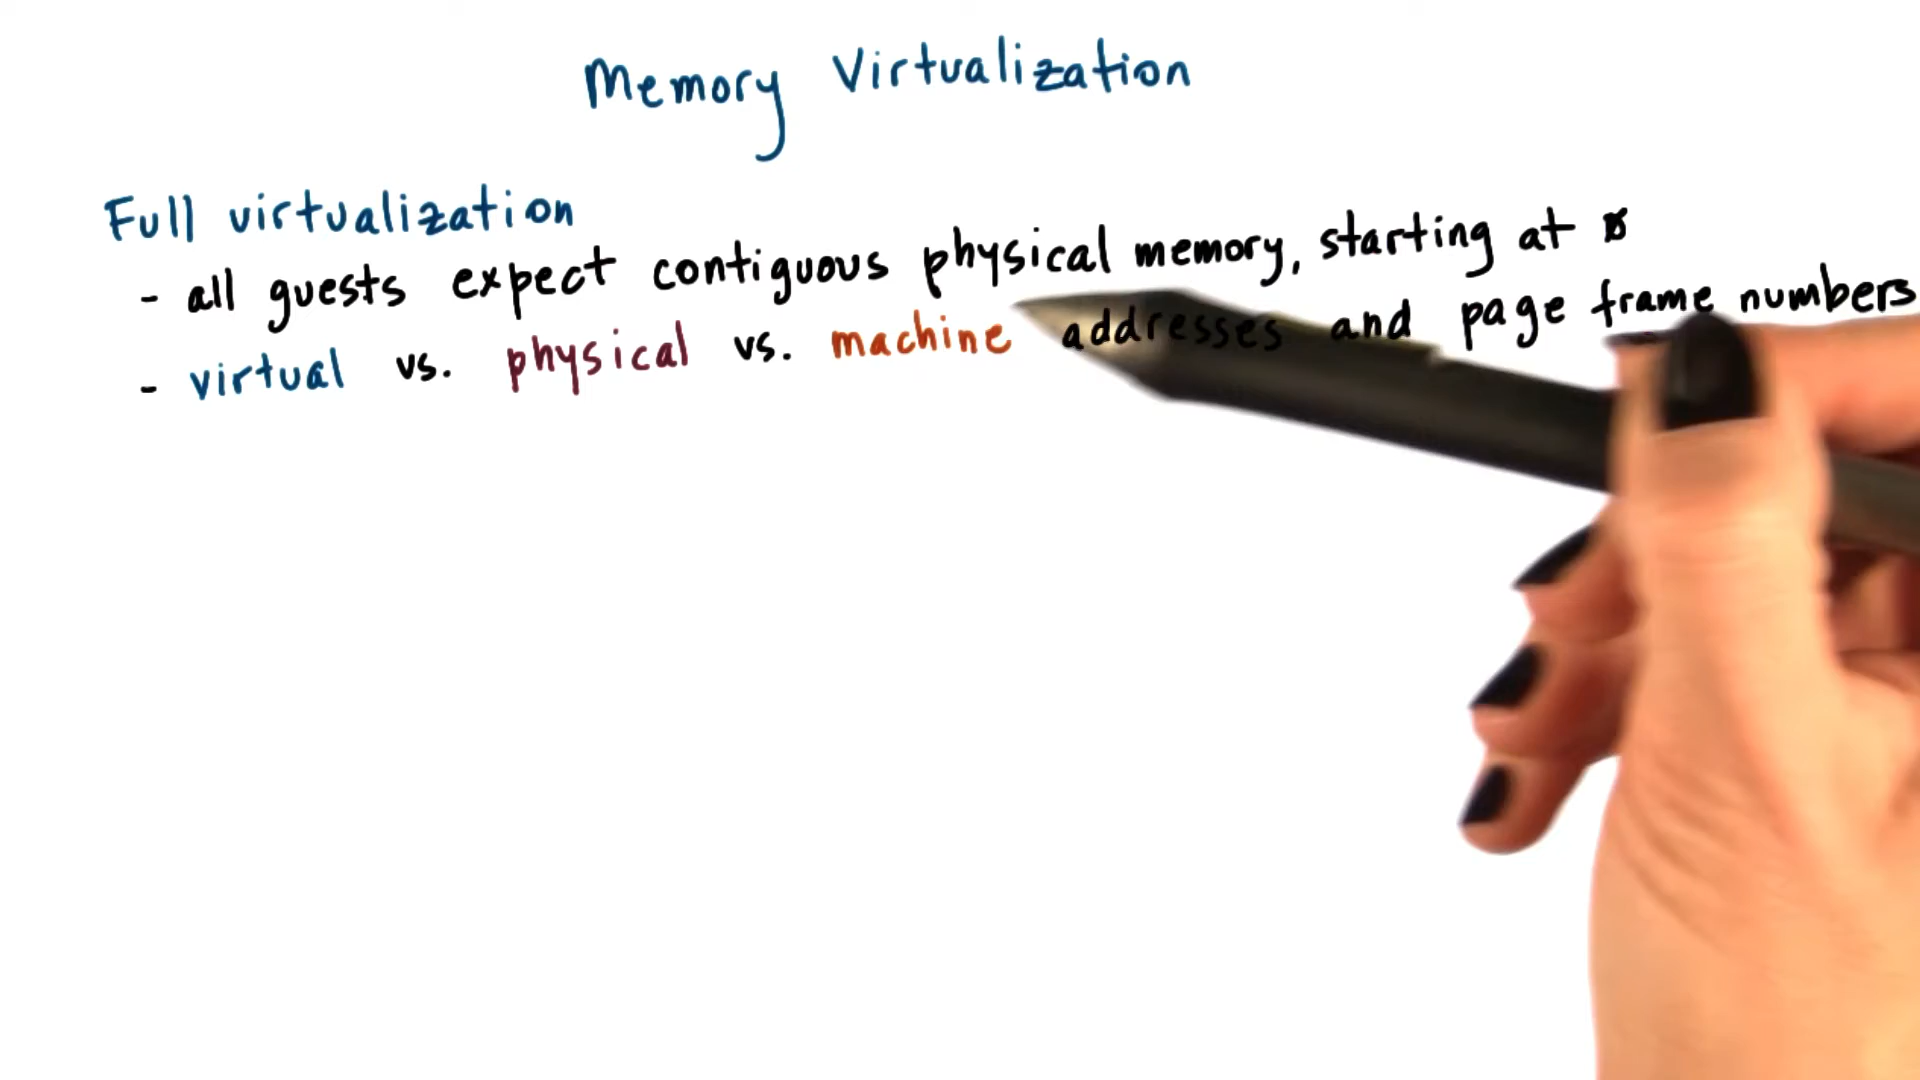 Memory Virtualization
Full virtualization
- all guests expect contiguous physical memory, starting at 0
- virtual vs. physical vs. machine addresses and page frame numbers